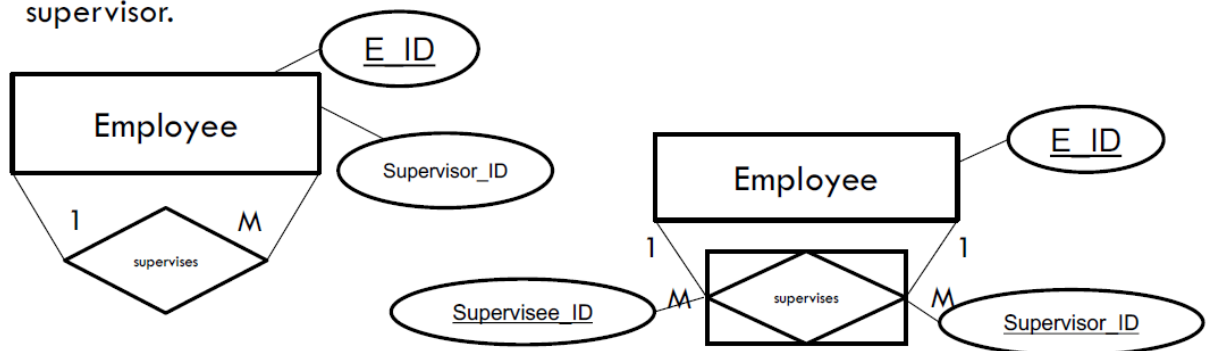 supervisor.
E_ID
Employee
Supervisor_ID
1
M
supervises
E_ID
Employee
1
1
M
supervises
M
Supervisee_ID
Supervisor_ID